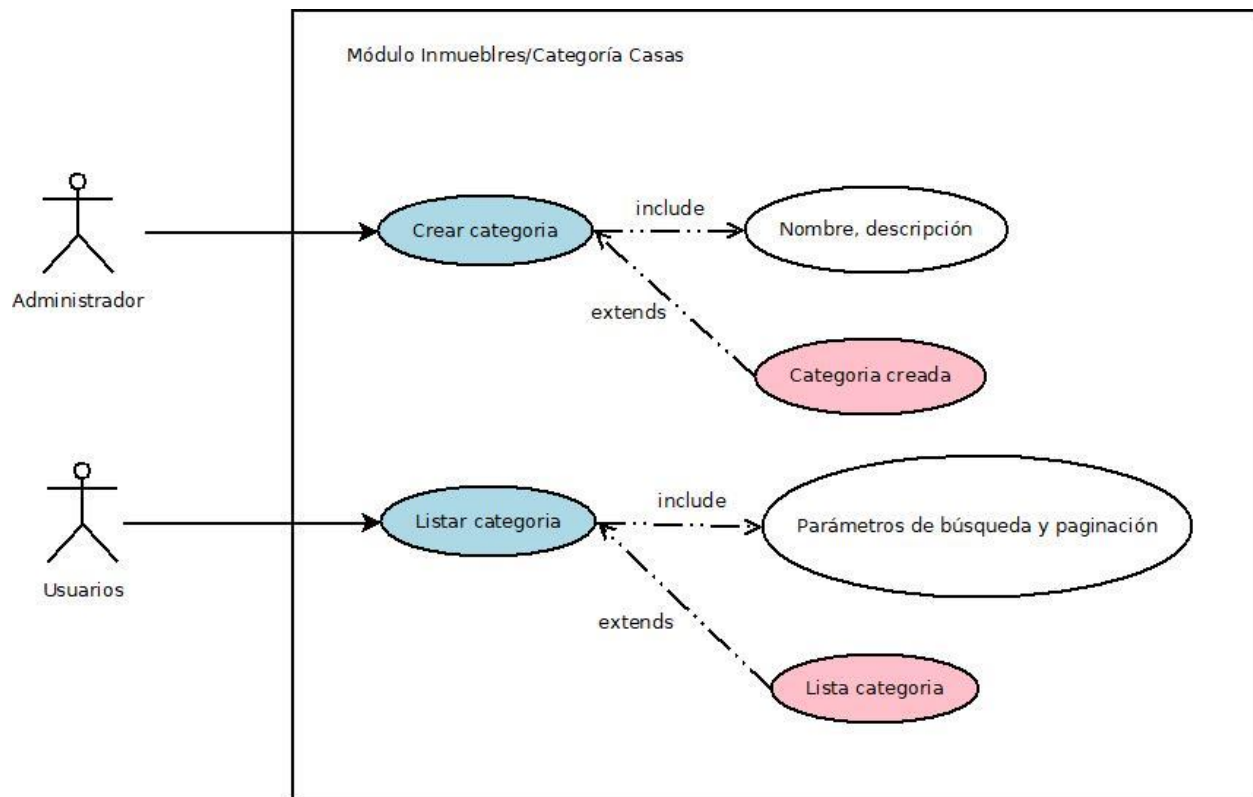 Módulo Inmueblres/Categoría Casas
Crear categoria
include
Nombre, descripción
Administrador
extends
Categoria creada
Listar categoria
include
Parámetros de búsqueda y paginación
Usuarios
extends
Lista categoria